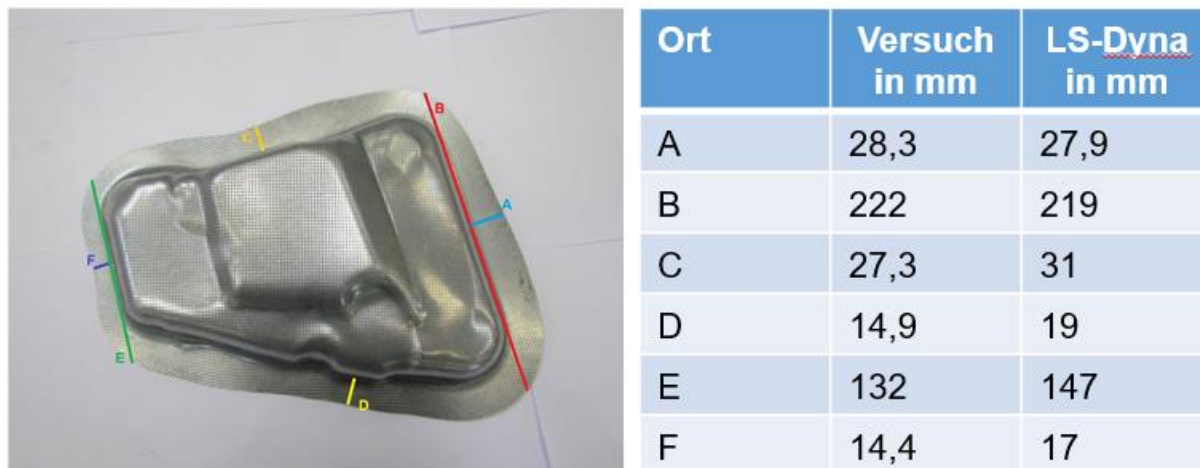 B
C
A
F
E
D
Ort Versuch in mm LS-Dyna in mm
A 28,3 27,9
B 222 219
C 27,3 31
D 14,9 19
E 132 147
F 14,4 17